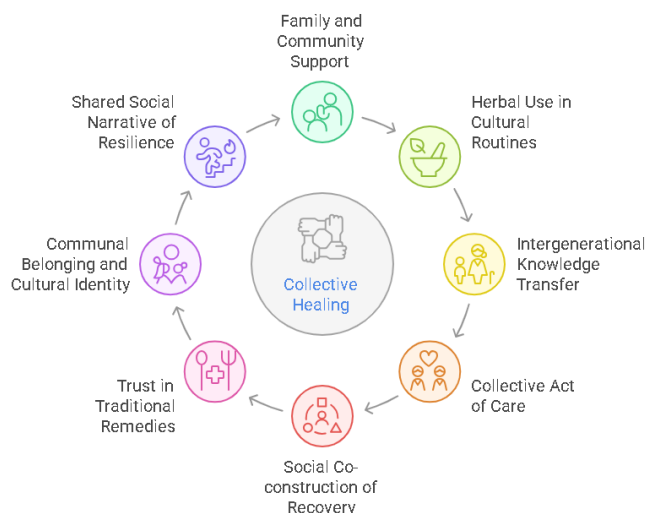 Family and
Community
Support
Herbal Use in
Cultural
Routines
Intergenerational
Knowledge
Transfer
Collective Act
of Care
Social Co-
construction of
Recovery
Trust in
Traditional
Remedies
Communal
Belonging and
Cultural Identity
Shared Social
Narrative of
Resilience
Collective
Healing